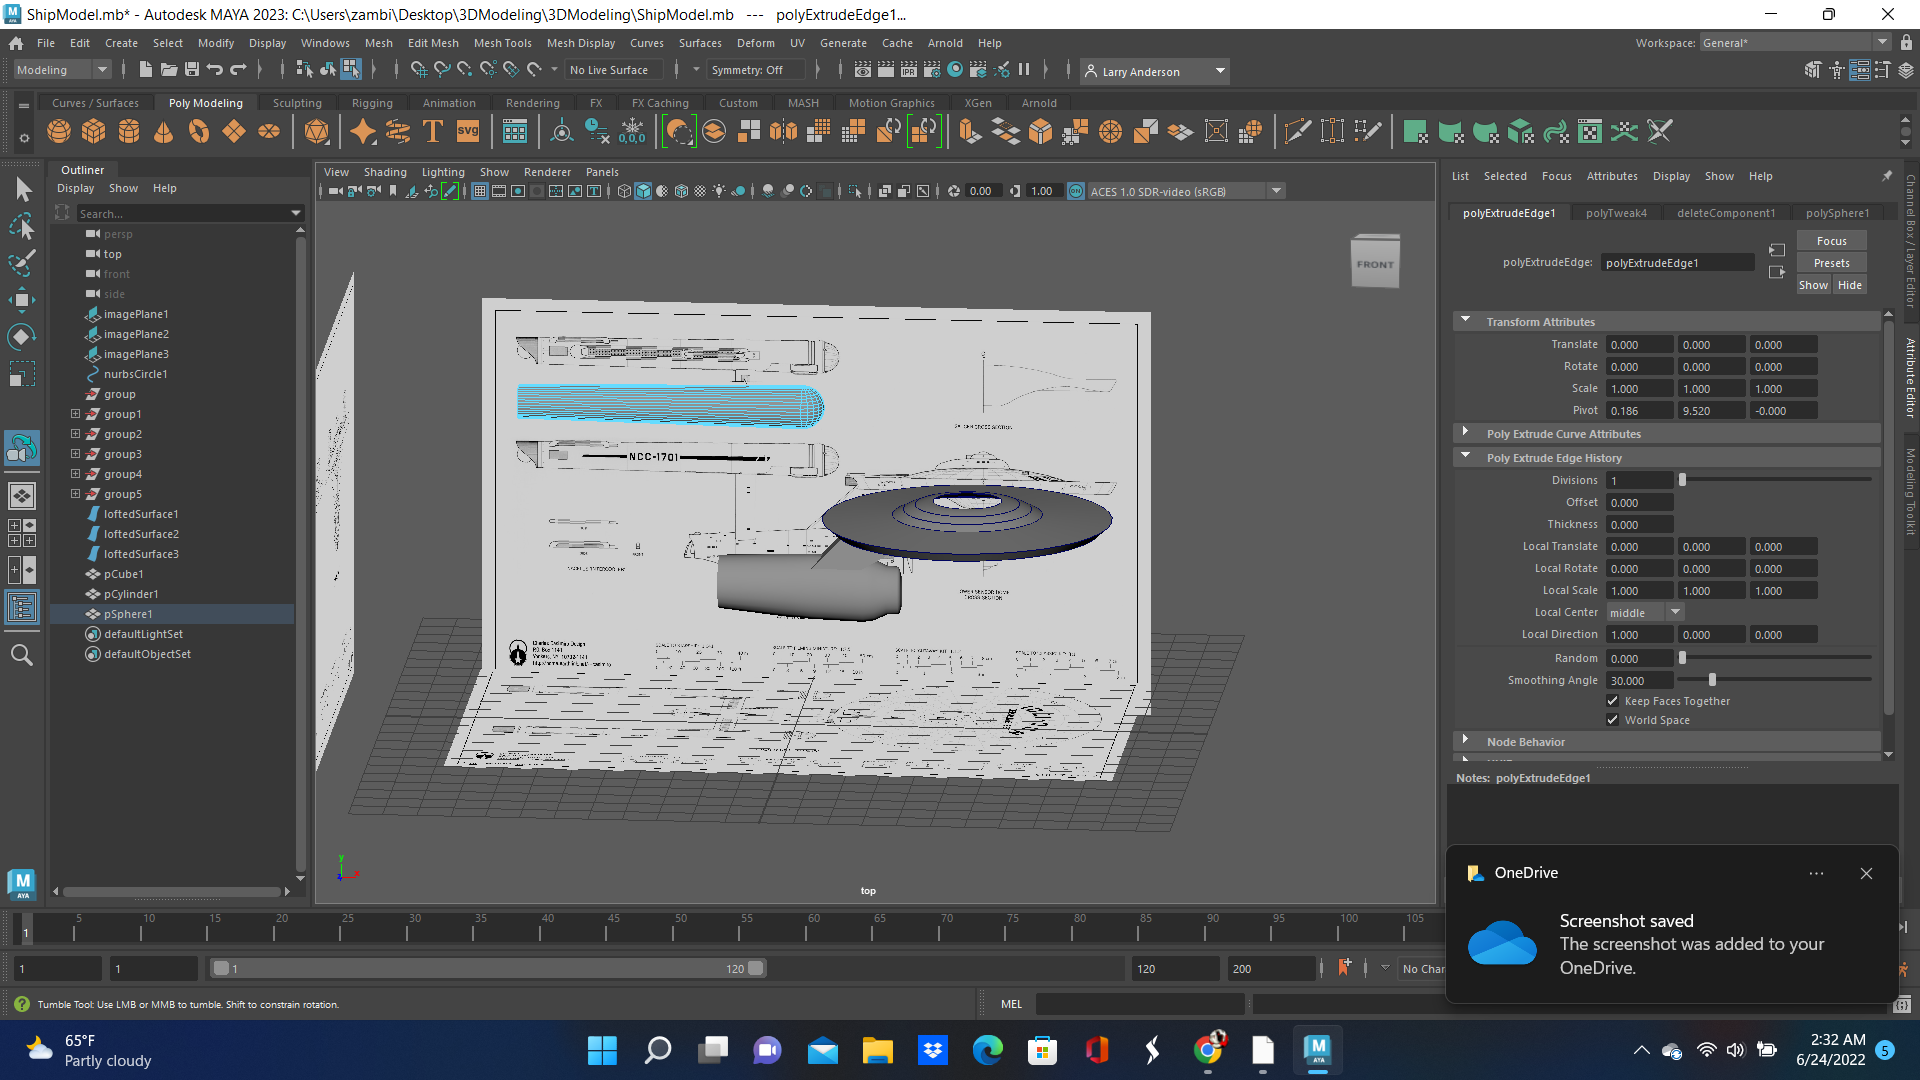 ShipModel.mb* - Autodesk MAYA 2023: C:\Users\zambi\Desktop\3DModeling\3DModeling\ShipModel.mb --- polyExtrudeEdge1...
File Edit Create Select Modify Display Windows Mesh Edit Mesh Mesh Tools Mesh Display Curves Surfaces Deform UV Generate Cache Arnold Help
Workspace: General*
Modeling
No Live Surface
Symmetry: Off
IPR
Larry Anderson
Curves / Surfaces Poly Modeling Sculpting Rigging Animation Rendering FX FX Caching Custom MASH Motion Graphics XGen Arnold
T
SVG
0,0,0
Outliner
Display Show Help
Search...
persp
top
front
side
imagePlane1
imagePlane2
imagePlane3
nurbsCircle1
group
group1
group2
group3
group4
group5
loftedSurface1
loftedSurface2
loftedSurface3
pCube1
pCylinder1
pSphere1
defaultLightSet
defaultObjectSet
M
AYA
View Shading Lighting Show Renderer Panels
0.00
1.00
ON
ACES 1.0 SDR-video (sRGB)
FRONT
NCC-1701
y
x
z
top
List Selected Focus Attributes Display Show Help
polyExtrudeEdge1 polyTweak4 deleteComponent1 polySphere1
polyExtrudeEdge: polyExtrudeEdge1
Focus
Presets
Show Hide
Transform Attributes
Translate 0.000 0.000 0.000
Rotate 0.000 0.000 0.000
Scale 1.000 1.000 1.000
Pivot 0.186 9.520 -0.000
Poly Extrude Curve Attributes
Poly Extrude Edge History
Divisions 1
Offset 0.000
Thickness 0.000
Local Translate 0.000 0.000 0.000
Local Rotate 0.000 0.000 0.000
Local Scale 1.000 1.000 1.000
Local Center middle
Local Direction 1.000 0.000 0.000
Random 0.000
Smoothing Angle 30.000
Keep Faces Together
World Space
Node Behavior
Notes: polyExtrudeEdge1
Channel Box / Layer Editor
Attribute Editor
Modeling Toolkit
OneDrive
Screenshot saved
The screenshot was added to your
OneDrive.
5 10 15 20 25 30 35 40 45 50 55 60 65 70 75 80 85 90 95 100 105
1
1 1 1 120 120 200 No Char
Tumble Tool: Use LMB or MMB to tumble. Shift to constrain rotation.
MEL
65°F
Partly cloudy
M
AYA
2:32 AM
6/24/2022
5